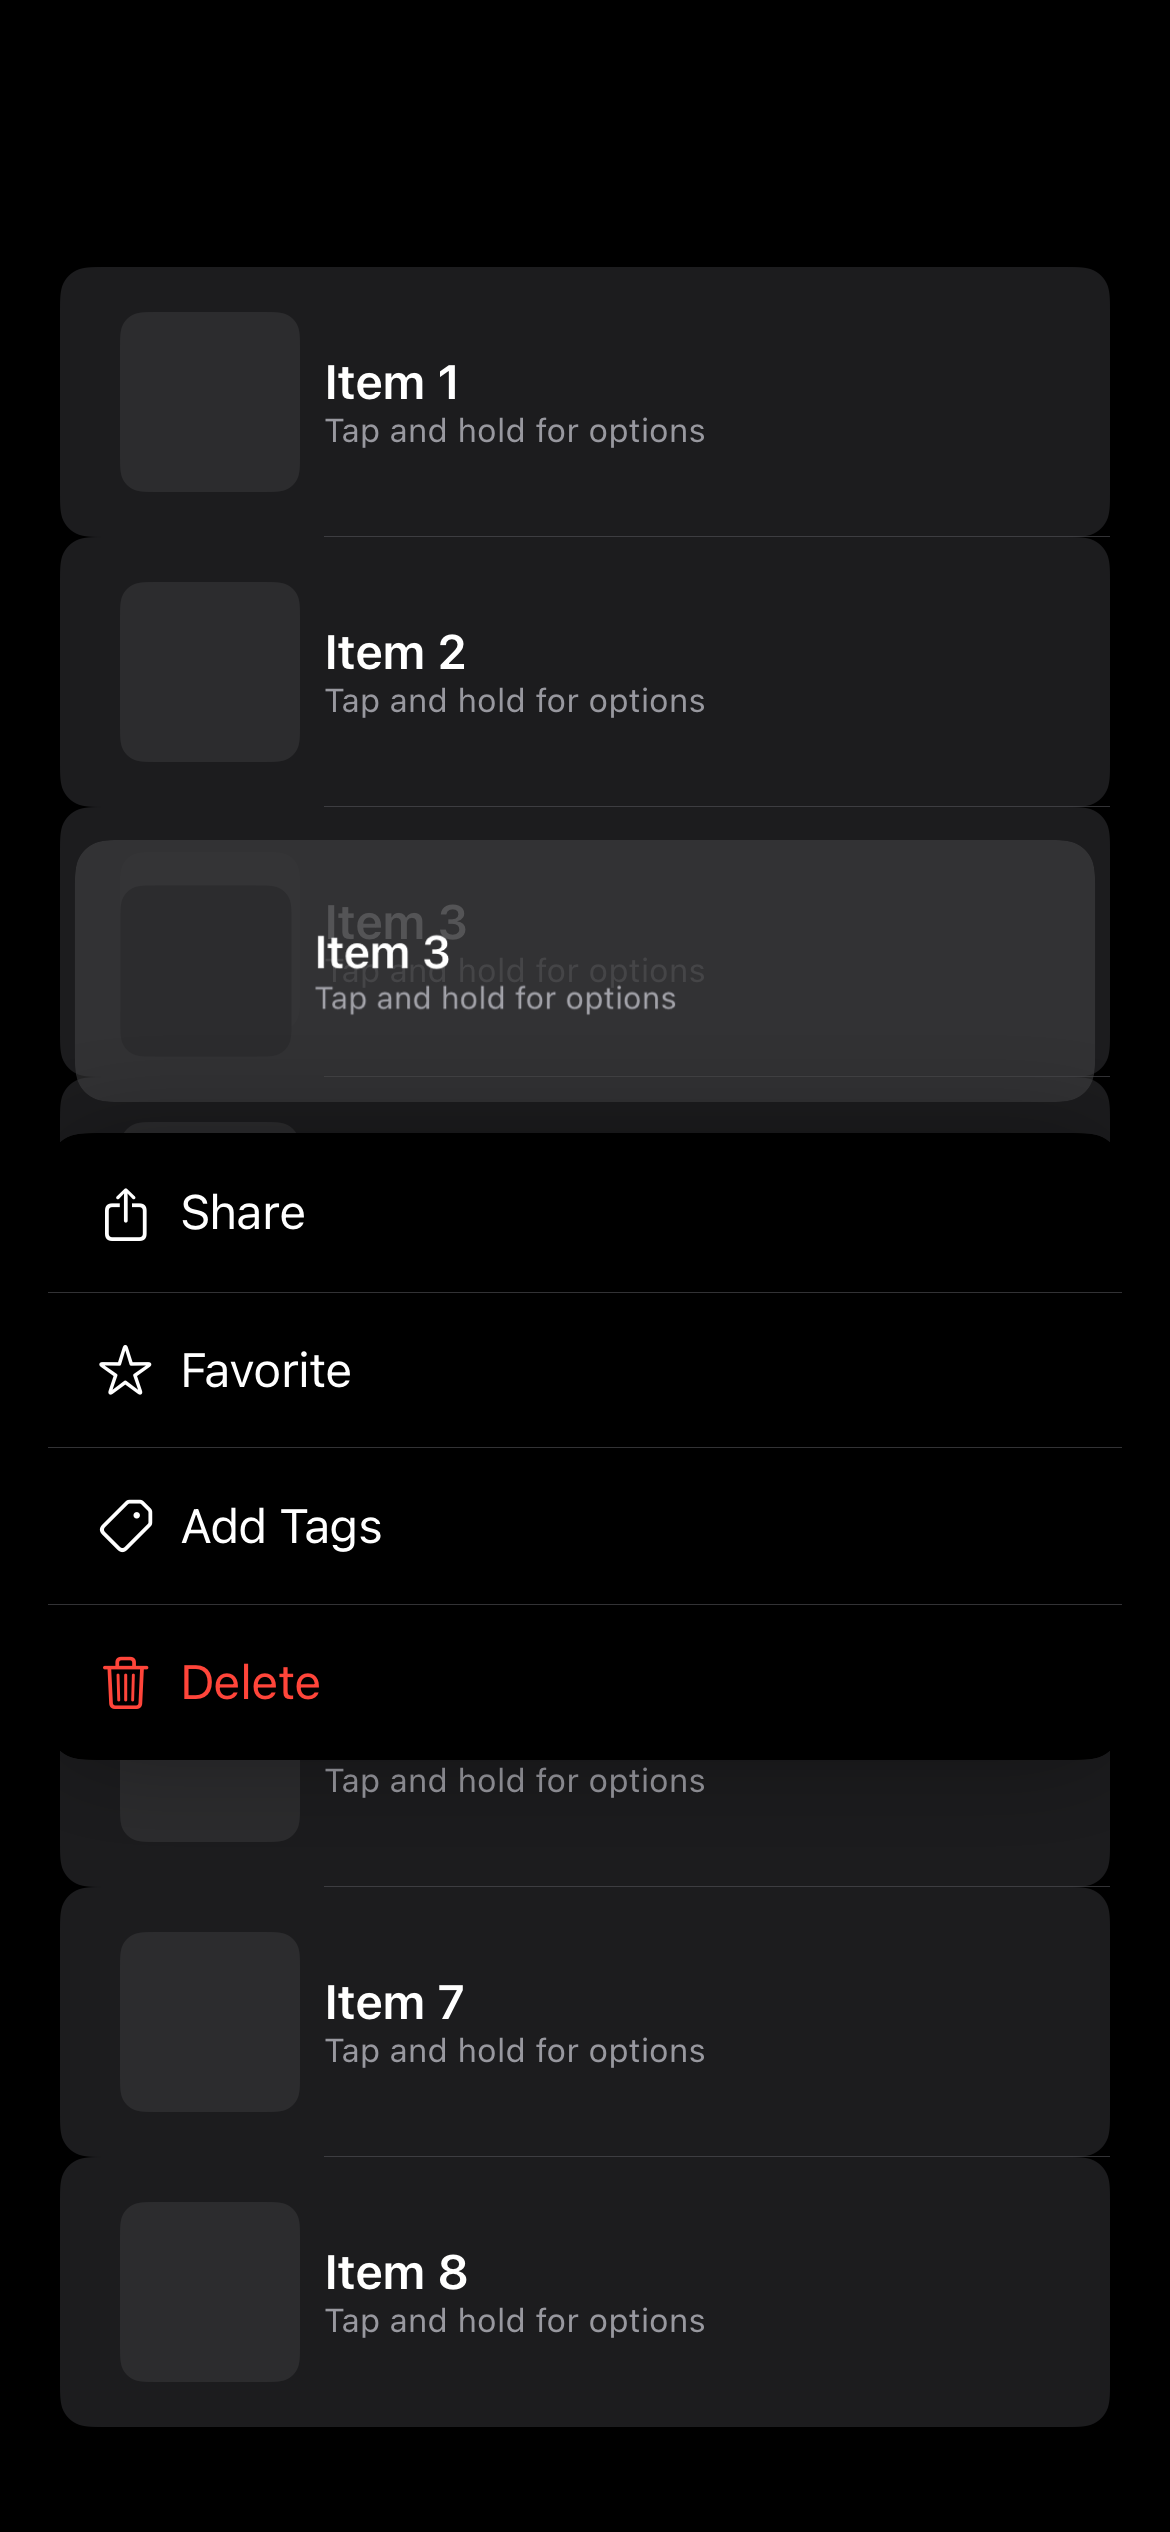 Item 1
Tap and hold for options
Item 2
Tap and hold for options
Item 3
Tap and hold for options
Item 3
Tap and hold for options
Share
Favorite
Add Tags
Delete
Tap and hold for options
Item 7
Tap and hold for options
Item 8
Tap and hold for options